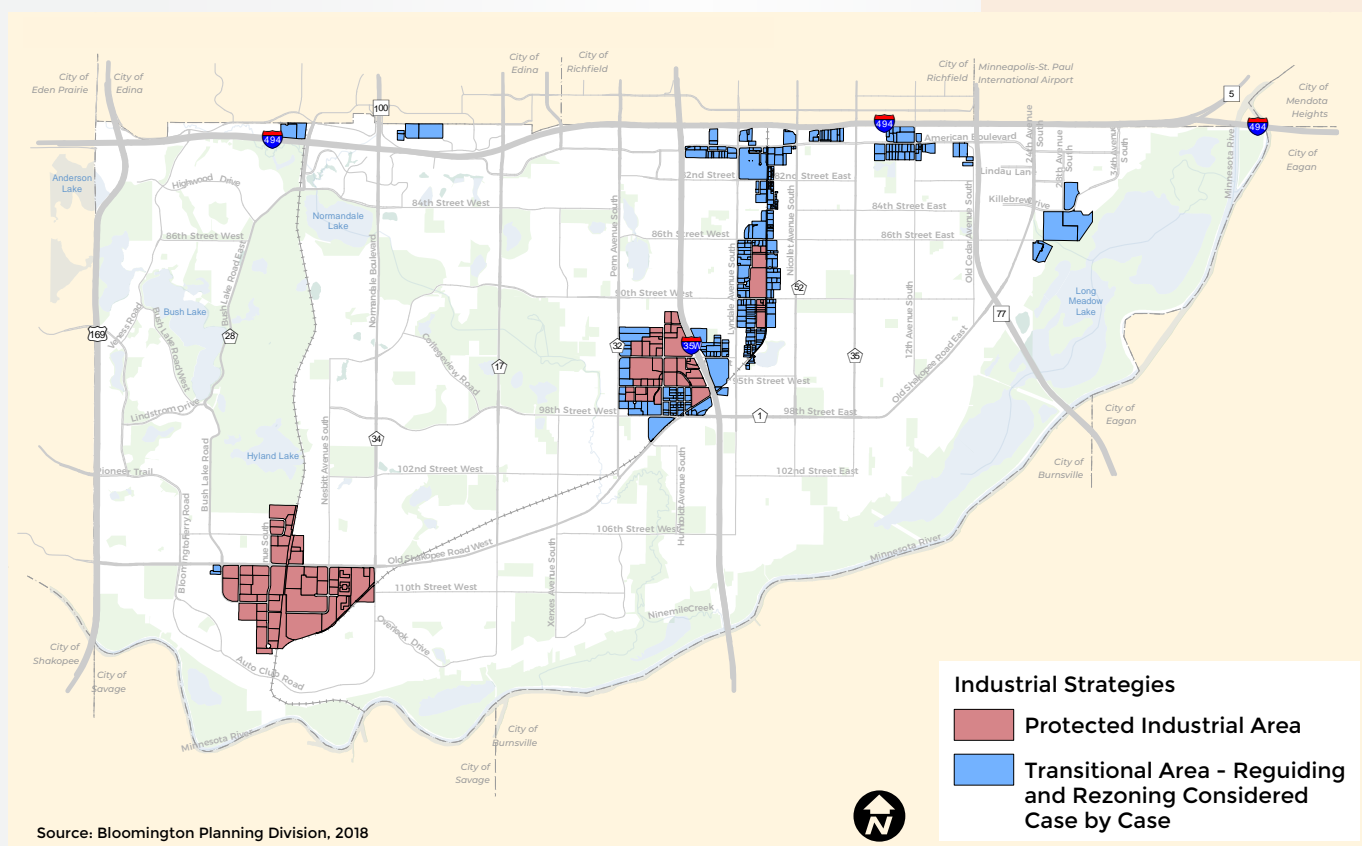 City of
Eden Prairie
City of
Edina
City of
Edina
City of
Richfield
City of
Richfield
Minneapolis-St. Paul
International Airport
City of
Mendota
Heights
City of
Eagan
100
5
494
494
494
American Boulevard
24th Avenue
South
28th Avenue
South
34th Avenue
South
Minnesota River
Anderson
Lake
Highwood Drive
82nd Street East
Lindau Lan
84th Street West
Normandale
Lake
84th Street East
86th Street West
86th Street West
86th Street East
Bush Lake Road East
Normandale Boulevard
Penn Avenue South
Lyndale Avenue South
Nicollet Avenue South
Old Cedar Avenue South
90th Street West
52
Long
Meadow
Lake
Bush Lake
Bush Lake Road West
169
28
77
32
35W
35
12th Avenue South
Old Shakopee Road East
17
Collegeview Road
95th Street West
Lindstrom Drive
98th Street West
1
98th Street East
City of
Eagan
34
Nesbitt Avenue South
Bush Lake Road
Hyland Lake
Pioneer Trail
102nd Street West
102nd Street East
City of
Burnsville
Humboldt Avenue South
106th Street West
Old Shakopee Road West
Minnesota River
110th Street West
Xerxes Avenue South
NinemileCreek
Overlook Drive
Auto Club Road
City of
Shakopee
City of
Savage
Minnesota River
City of
Burnsville
City of
Savage
Industrial Strategies
Protected Industrial Area
Transitional Area - Reguiding
and Rezoning Considered
Case by Case
N
Source: Bloomington Planning Division, 2018